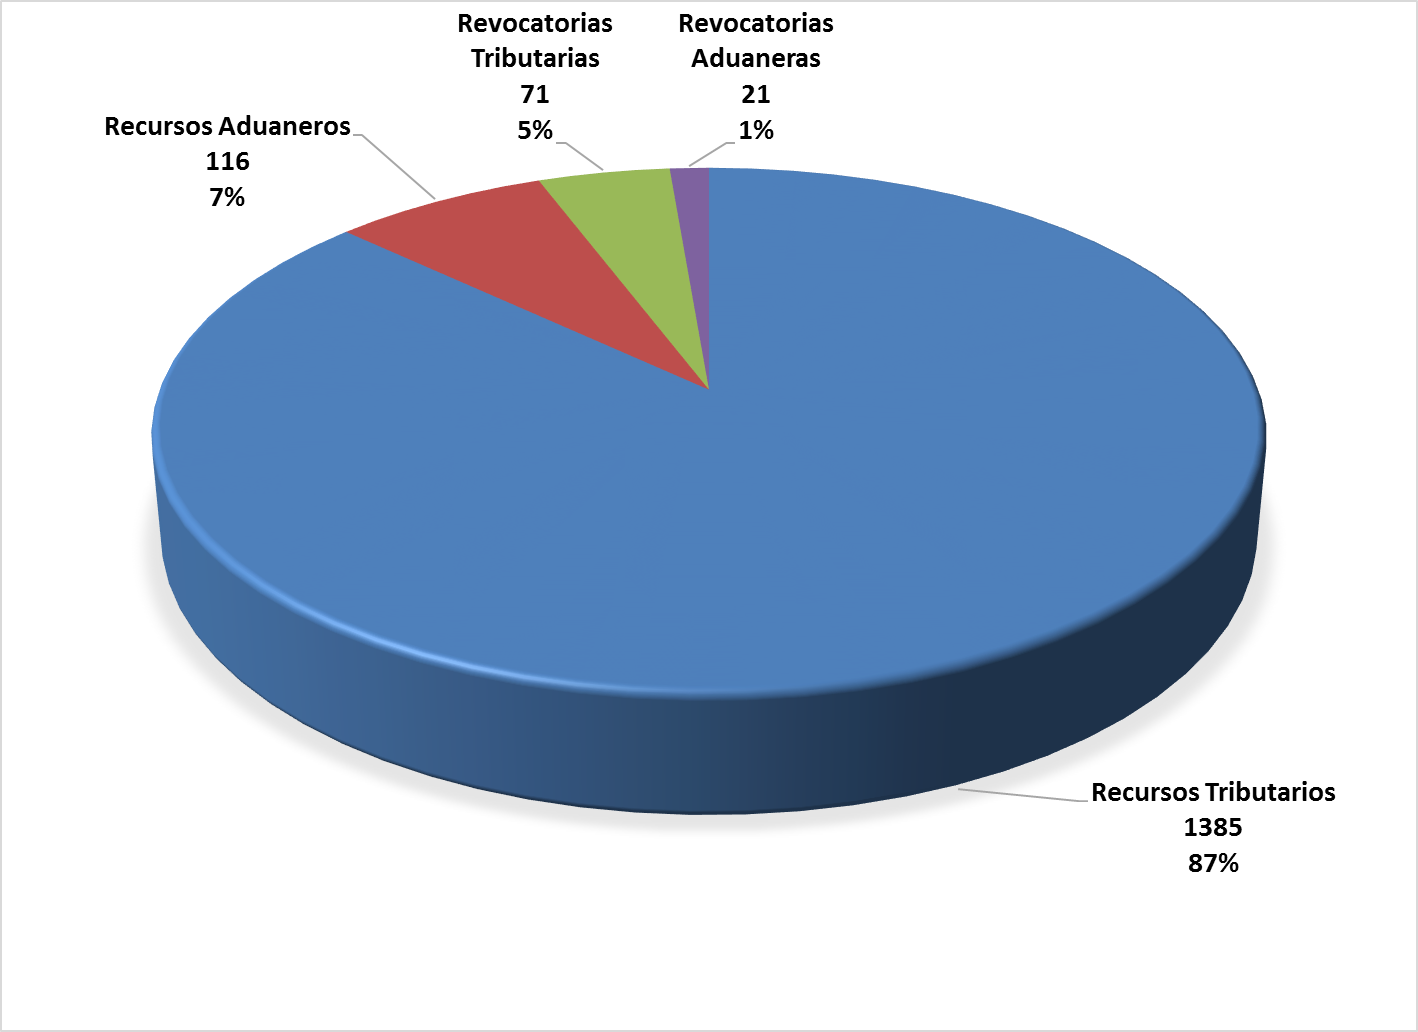 Revocatorias
Tributarias
71
5%
Revocatorias
Aduaneras
21
1%
Recursos Aduaneros
116
7%
Recursos Tributarios
1385
87%